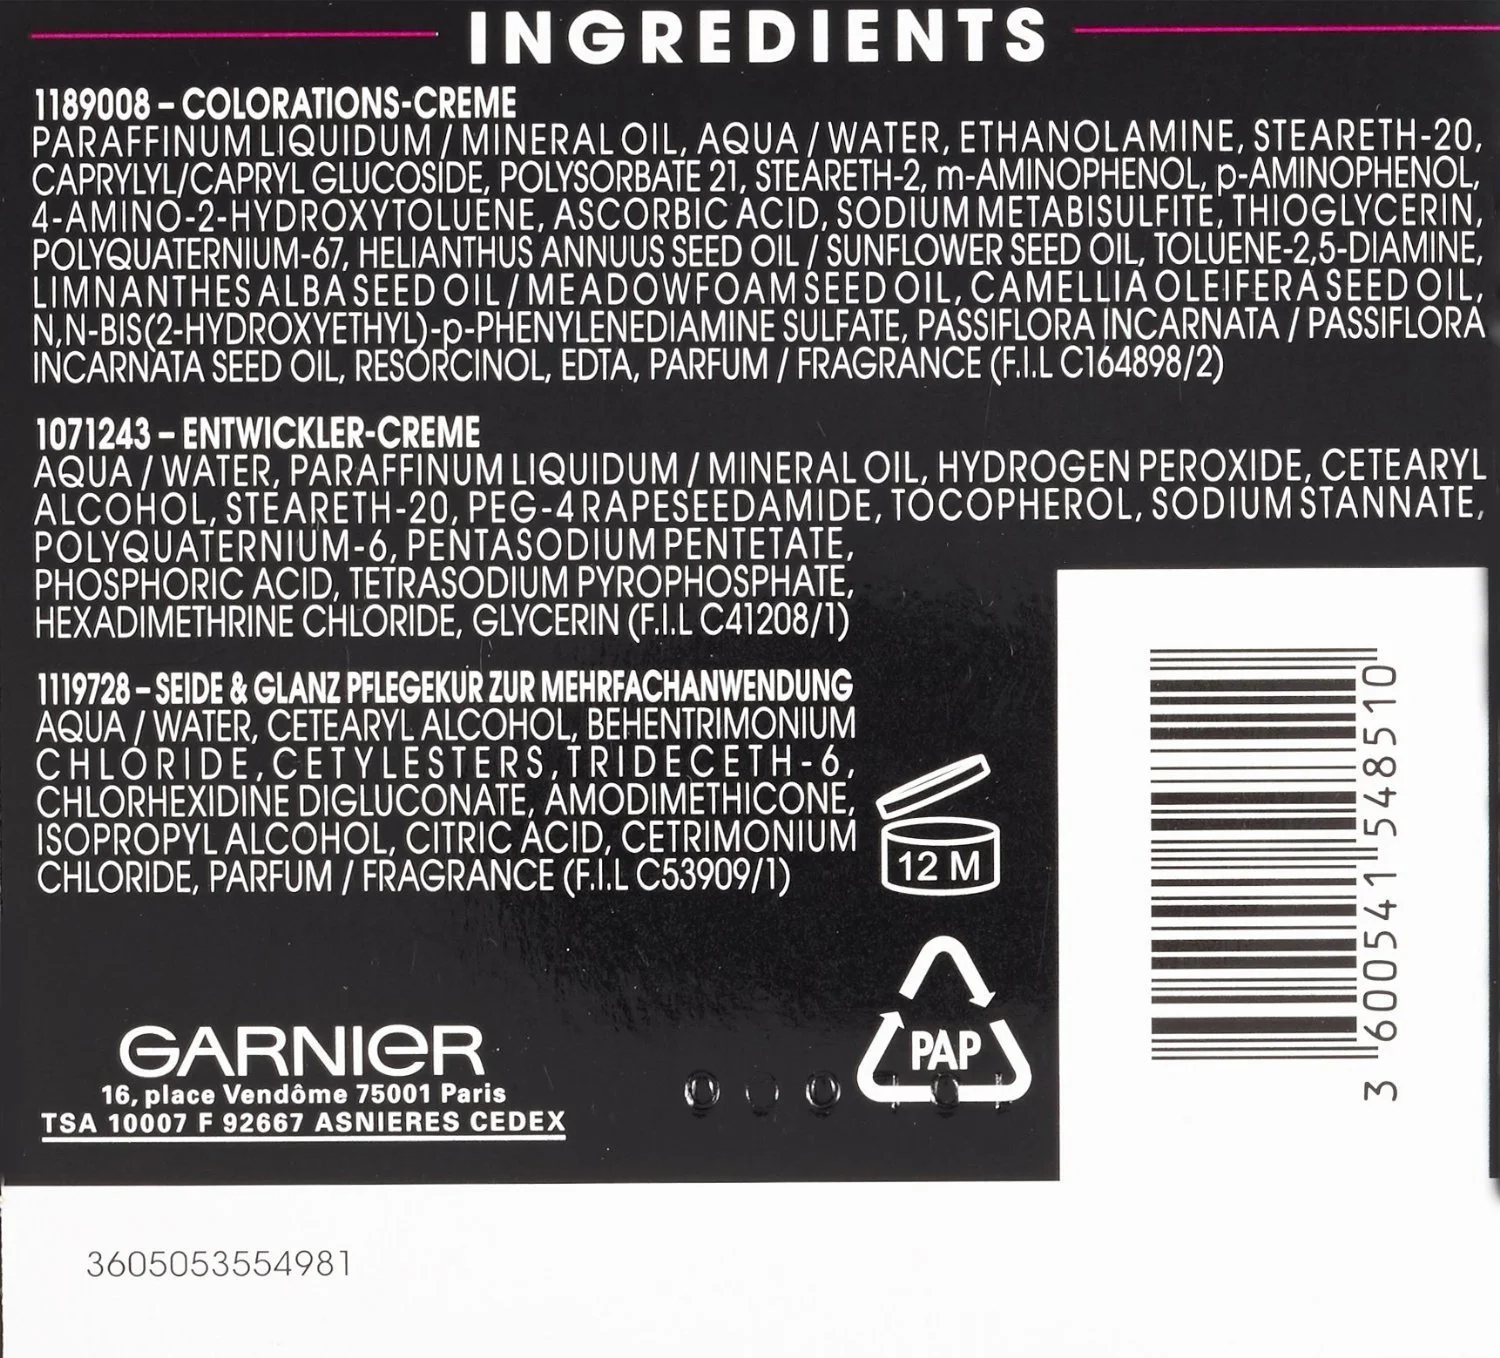 INGREDIENTS
1189008 – COLORATIONS-CREME
PARAFFINUM LIQUIDUM / MINERAL OIL, AQUA / WATER, ETHANOLAMINE, STEARETH-20,
CAPRYLYL/CAPRYL GLUCOSIDE, POLYSORBATE 21, STEARETH-2, m-AMINOPHENOL, p-AMINOPHENOL,
4-AMINO-2-HYDROXYTOLUENE, ASCORBIC ACID, SODIUM METABISULFITE, THIOGLYCERIN,
POLYQUATERNIUM-67, HELIANTHUS ANNUUS SEED OIL / SUNFLOWER SEED OIL, TOLUENE-2,5-DIAMINE,
LIMNANTHES ALBA SEED OIL / MEADOWFOAM SEED OIL, CAMELLIA OLEIFERA SEED OIL,
N,N-BIS(2-HYDROXYETHYL)-p-PHENYLENEDIAMINE SULFATE, PASSIFLORA INCARNATA / PASSIFLORA
INCARNATA SEED OIL, RESORCINOL, EDTA, PARFUM / FRAGRANCE (F.I.L C164898/2)
1071243 – ENTWICKLER-CREME
AQUA / WATER, PARAFFINUM LIQUIDUM / MINERAL OIL, HYDROGEN PEROXIDE, CETEARYL
ALCOHOL, STEARETH-20, PEG-4 RAPESEEDAMIDE, TOCOPHEROL, SODIUM STANNATE,
POLYQUATERNIUM-6, PENTASODIUM PENTETATE,
PHOSPHORIC ACID, TETRASODIUM PYROPHOSPHATE,
HEXADIMETHRINE CHLORIDE, GLYCERIN (F.I.L C41208/1)
1119728 – SEIDE & GLANZ PFLEGEKUR ZUR MEHRFACHANWENDUNG
AQUA / WATER, CETEARYL ALCOHOL, BEHENTRIMONIUM
CHLORIDE, CETYL ESTERS, TRIDECETH-6,
CHLORHEXIDINE DIGLUCONATE, AMODIMETHICONE,
ISOPROPYL ALCOHOL, CITRIC ACID, CETRIMONIUM
CHLORIDE, PARFUM / FRAGRANCE (F.I.L C53909/1)
12 M
PAP
GARNIER
16, place Vendôme 75001 Paris
TSA 10007 F 92667 ASNIERES CEDEX
3 600541 548510
3605053554981